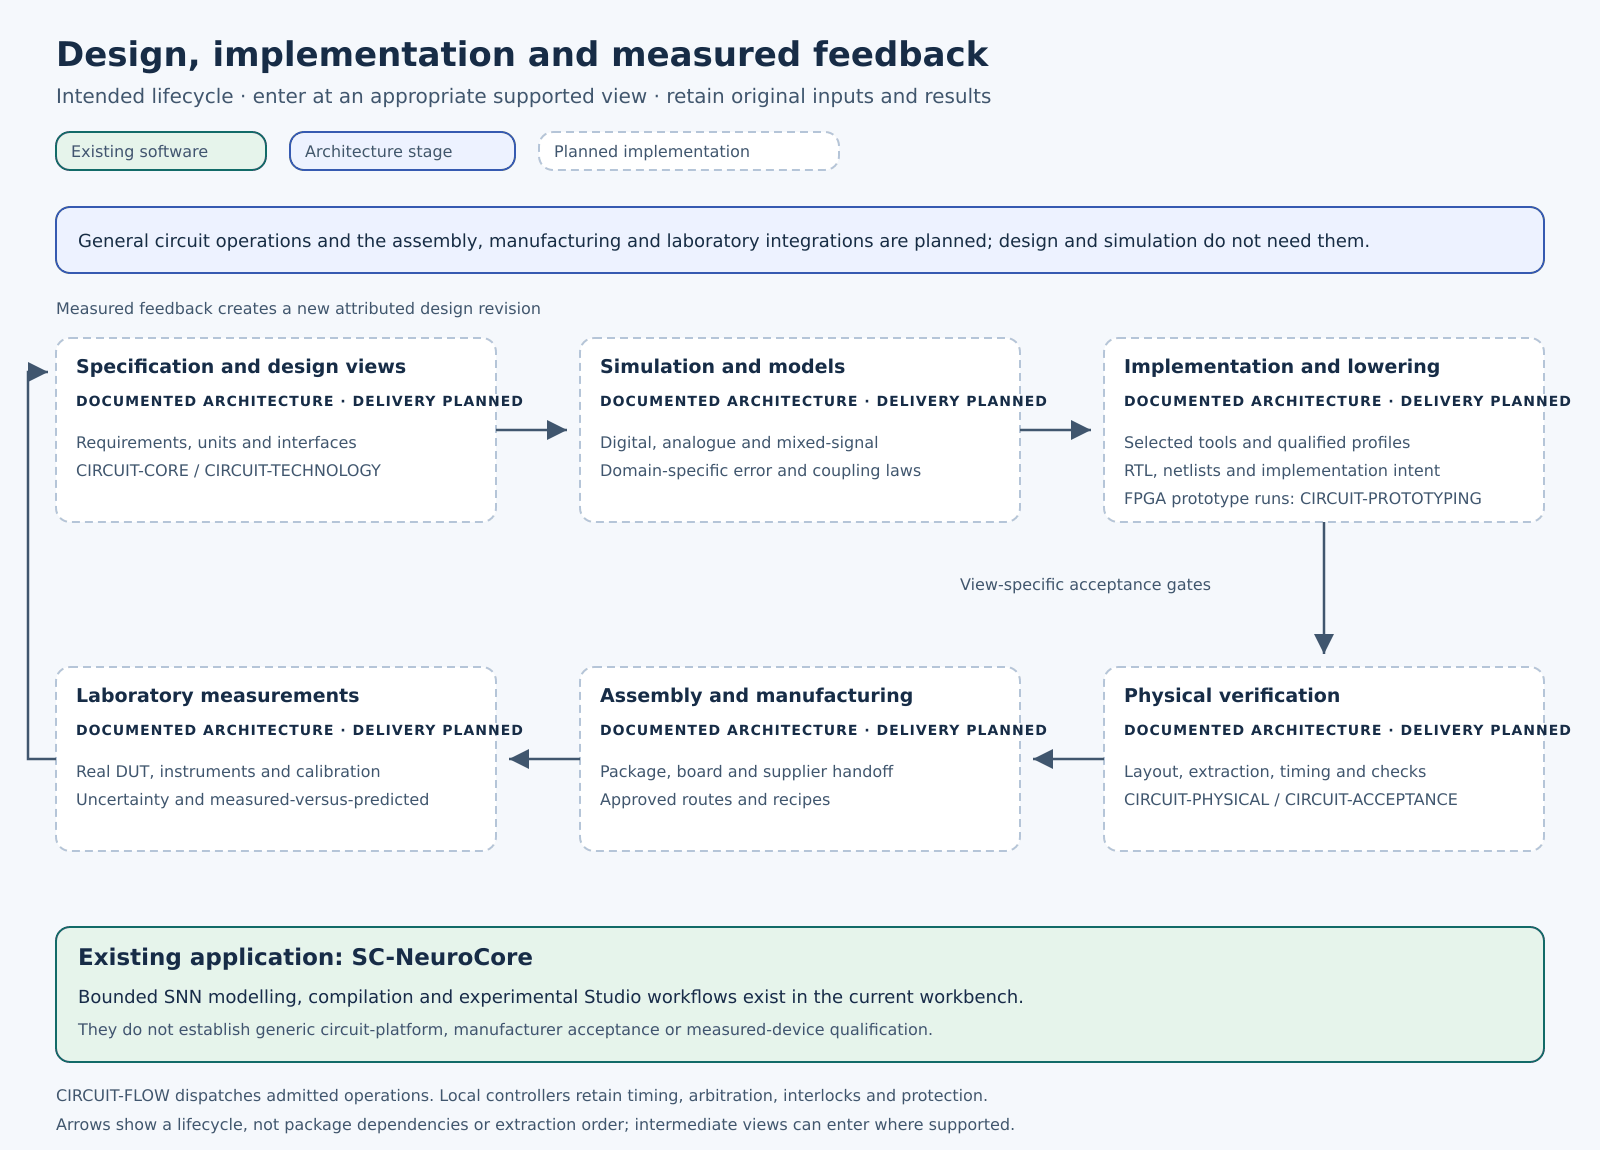 Design, implementation and measured feedback
Intended lifecycle · enter at an appropriate supported view · retain original inputs and results
Existing software
Architecture stage
Planned implementation
General circuit operations and the assembly, manufacturing and laboratory integrations are planned; design and simulation do not need them.
Measured feedback creates a new attributed design revision
Specification and design views
DOCUMENTED ARCHITECTURE · DELIVERY PLANNED
Requirements, units and interfaces
CIRCUIT-CORE / CIRCUIT-TECHNOLOGY
Simulation and models
DOCUMENTED ARCHITECTURE · DELIVERY PLANNED
Digital, analogue and mixed-signal
Domain-specific error and coupling laws
Implementation and lowering
DOCUMENTED ARCHITECTURE · DELIVERY PLANNED
Selected tools and qualified profiles
RTL, netlists and implementation intent
FPGA prototype runs: CIRCUIT-PROTOTYPING
View-specific acceptance gates
Laboratory measurements
DOCUMENTED ARCHITECTURE · DELIVERY PLANNED
Real DUT, instruments and calibration
Uncertainty and measured-versus-predicted
Assembly and manufacturing
DOCUMENTED ARCHITECTURE · DELIVERY PLANNED
Package, board and supplier handoff
Approved routes and recipes
Physical verification
DOCUMENTED ARCHITECTURE · DELIVERY PLANNED
Layout, extraction, timing and checks
CIRCUIT-PHYSICAL / CIRCUIT-ACCEPTANCE
Existing application: SC-NeuroCore
Bounded SNN modelling, compilation and experimental Studio workflows exist in the current workbench.
They do not establish generic circuit-platform, manufacturer acceptance or measured-device qualification.
CIRCUIT-FLOW dispatches admitted operations. Local controllers retain timing, arbitration, interlocks and protection.
Arrows show a lifecycle, not package dependencies or extraction order; intermediate views can enter where supported.